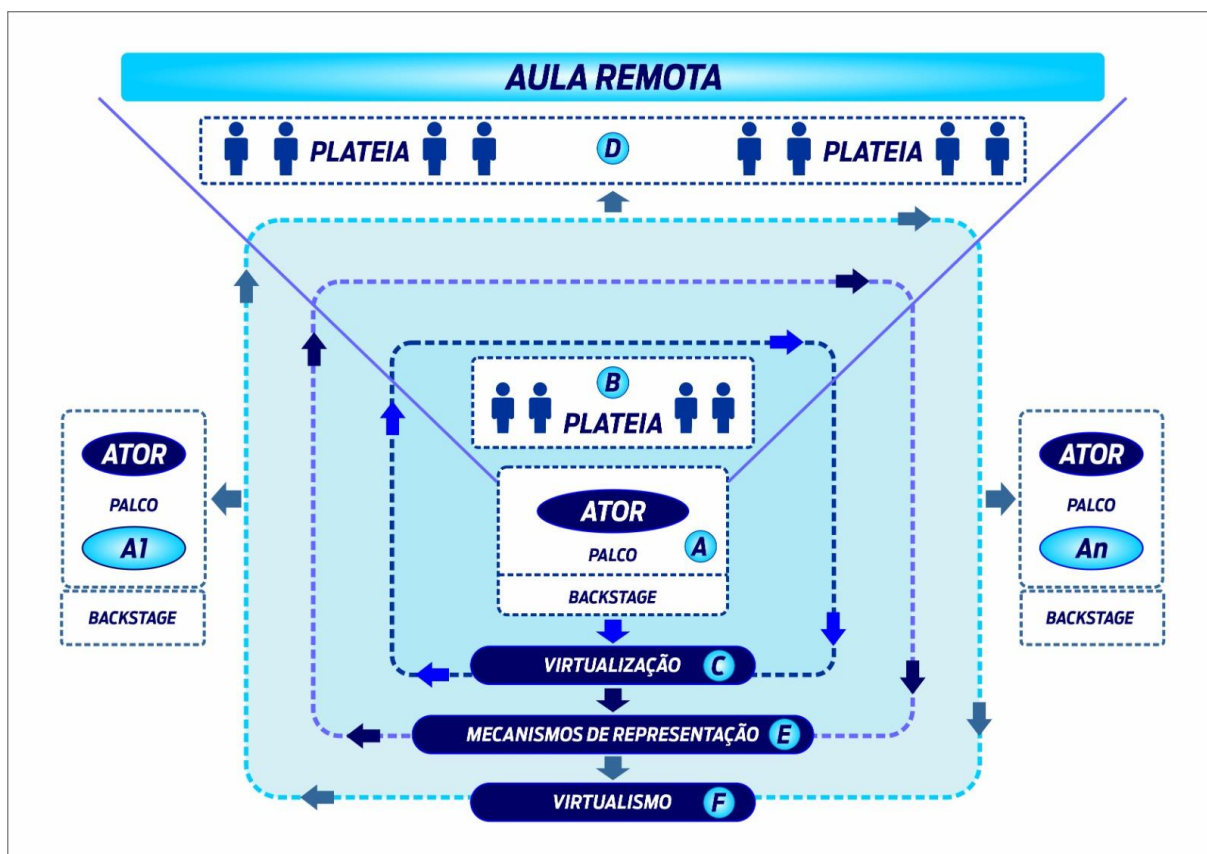 AULA REMOTA
PLATEIA
D
PLATEIA
B
PLATEIA
ATOR
PALCO
A1
BACKSTAGE
ATOR
PALCO
A
BACKSTAGE
ATOR
PALCO
An
BACKSTAGE
VIRTUALIZAÇÃO C
MECANISMOS DE REPRESENTAÇÃO E
VIRTUALISMO F